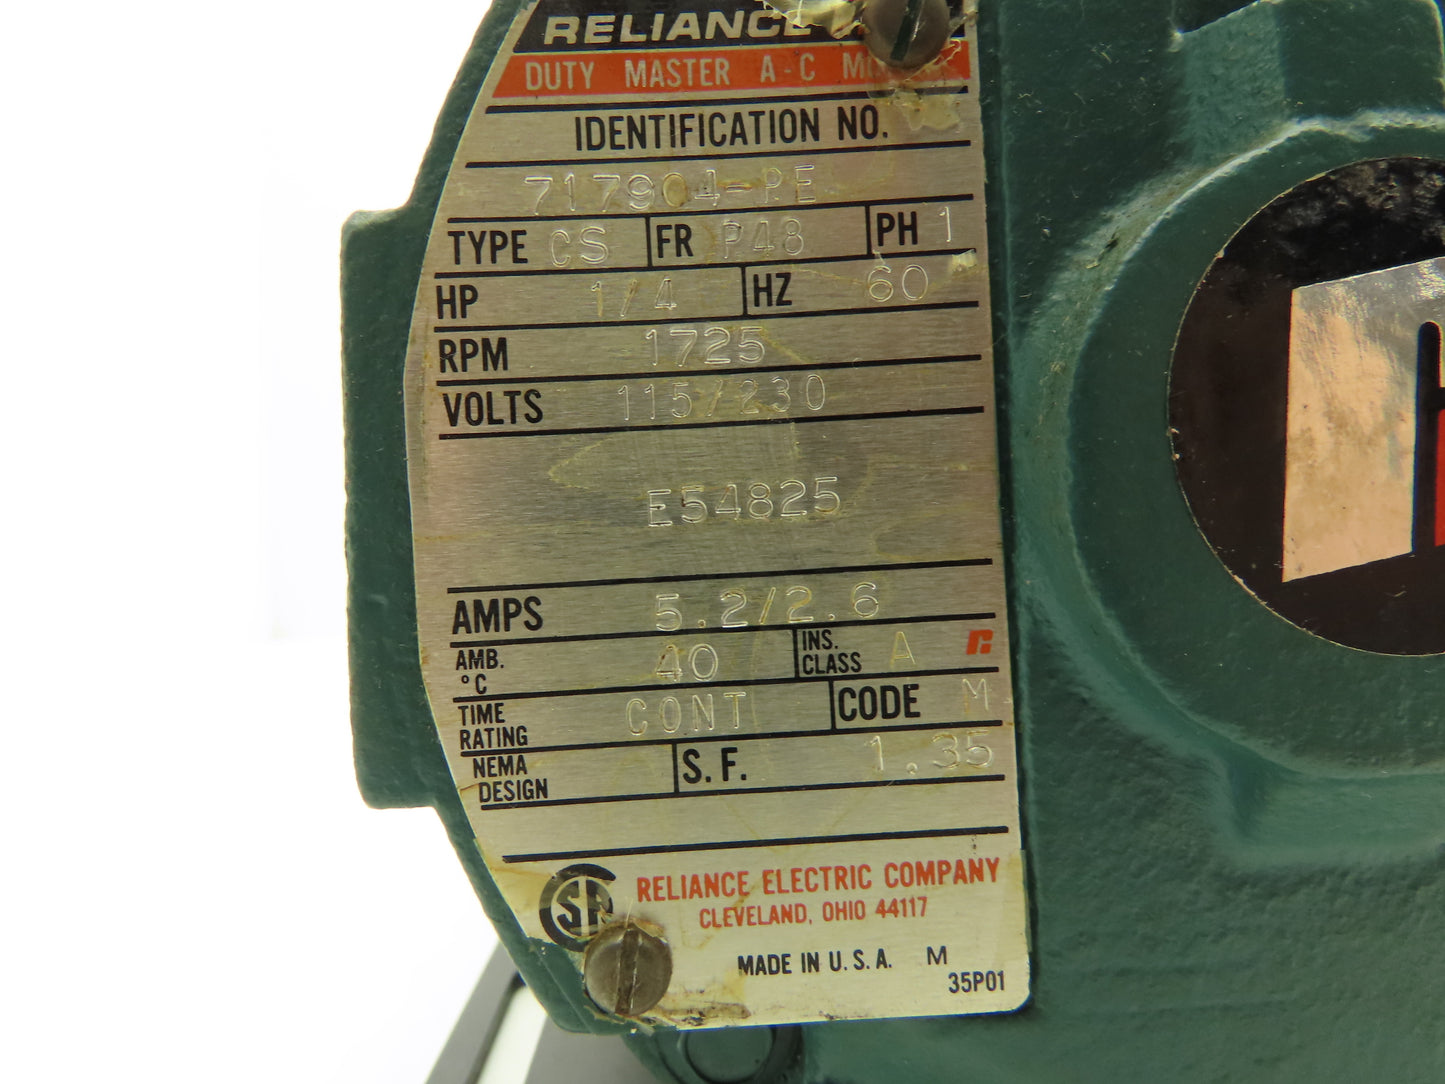 RELIANCE
DUTY MASTER A-C
IDENTIFICATION NO.
717904-PE
TYPE CS FR P48 PH 1
HP 1/4 HZ 60
RPM 1725
VOLTS 115/230
E54825
AMPS 5.2/2.6
AMB. °C 40 INS. CLASS A
TIME RATING CONT CODE M
NEMA DESIGN S.F. 1.35
RELIANCE ELECTRIC COMPANY
CLEVELAND, OHIO 44117
MADE IN U.S.A. M
35P01